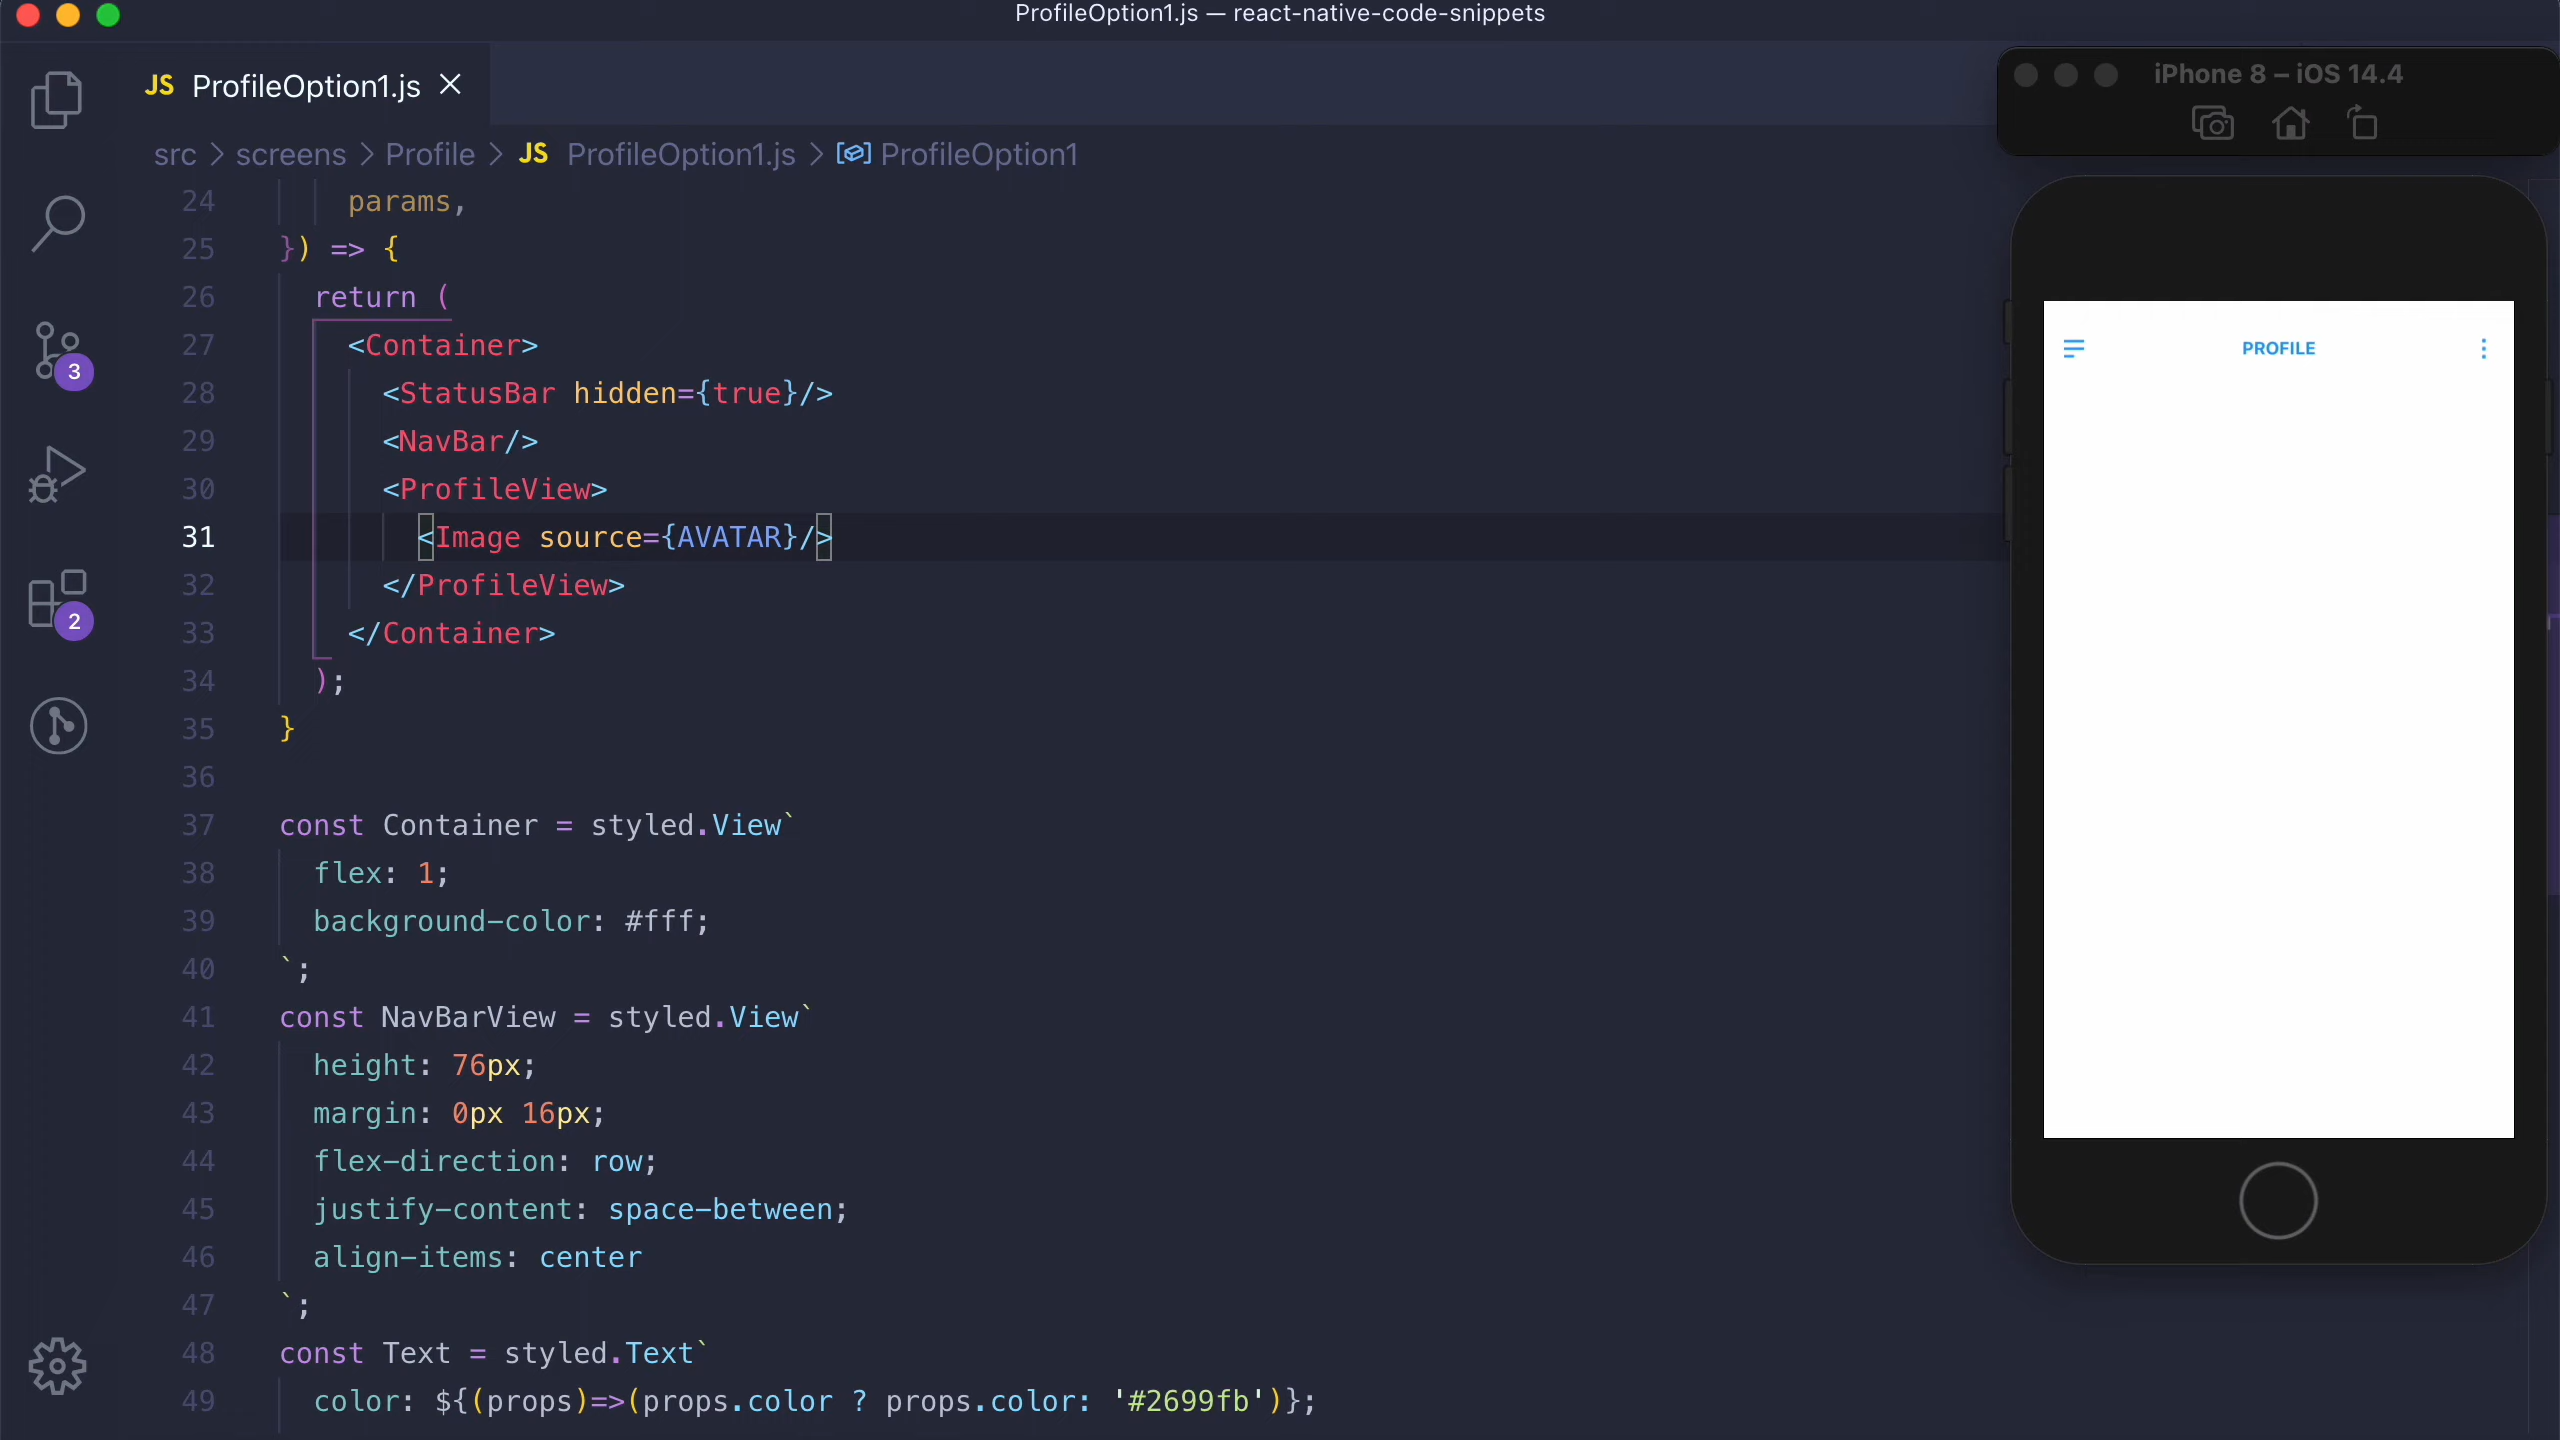 ProfileOption1.js — react-native-code-snippets
JS ProfileOption1.js
iPhone 8 – iOS 14.4
src > screens > Profile > JS ProfileOption1.js > ProfileOption1
24 params,
25 }) => {
26 return (
27 <Container>
28 <StatusBar hidden={true}/>
29 <NavBar/>
30 <ProfileView>
31 <Image source={AVATAR}/>
32 </ProfileView>
33 </Container>
34 );
35 }
36
37 const Container = styled.View`
38 flex: 1;
39 background-color: #fff;
40 `;
41 const NavBarView = styled.View`
42 height: 76px;
43 margin: 0px 16px;
44 flex-direction: row;
45 justify-content: space-between;
46 align-items: center
47 `;
48 const Text = styled.Text`
49 color: ${(props)=>(props.color ? props.color: '#2699fb')};
3
2
PROFILE